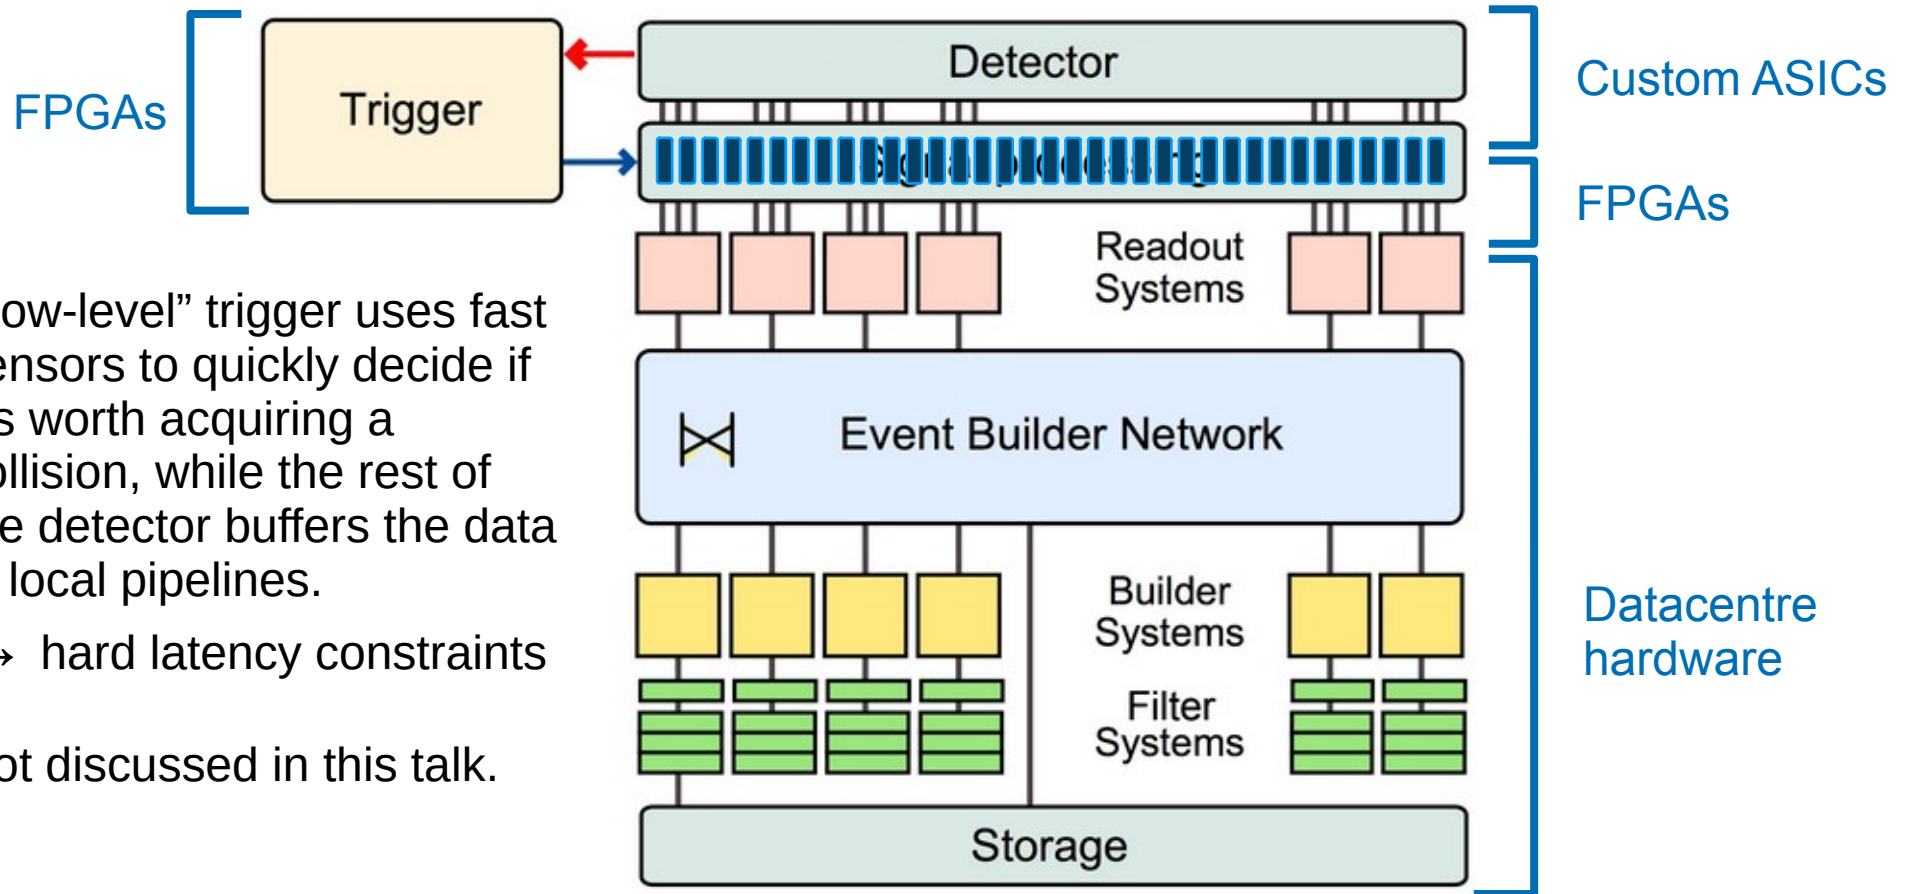 FPGAs
Trigger
Detector
Signal processing
Custom ASICs
FPGAs
Readout
Systems
ow-level” trigger uses fast
ensors to quickly decide if
s worth acquiring a
ollision, while the rest of
e detector buffers the data
local pipelines.
→ hard latency constraints
ot discussed in this talk.
Event Builder Network
Builder
Systems
Filter
Systems
Datacentre
hardware
Storage